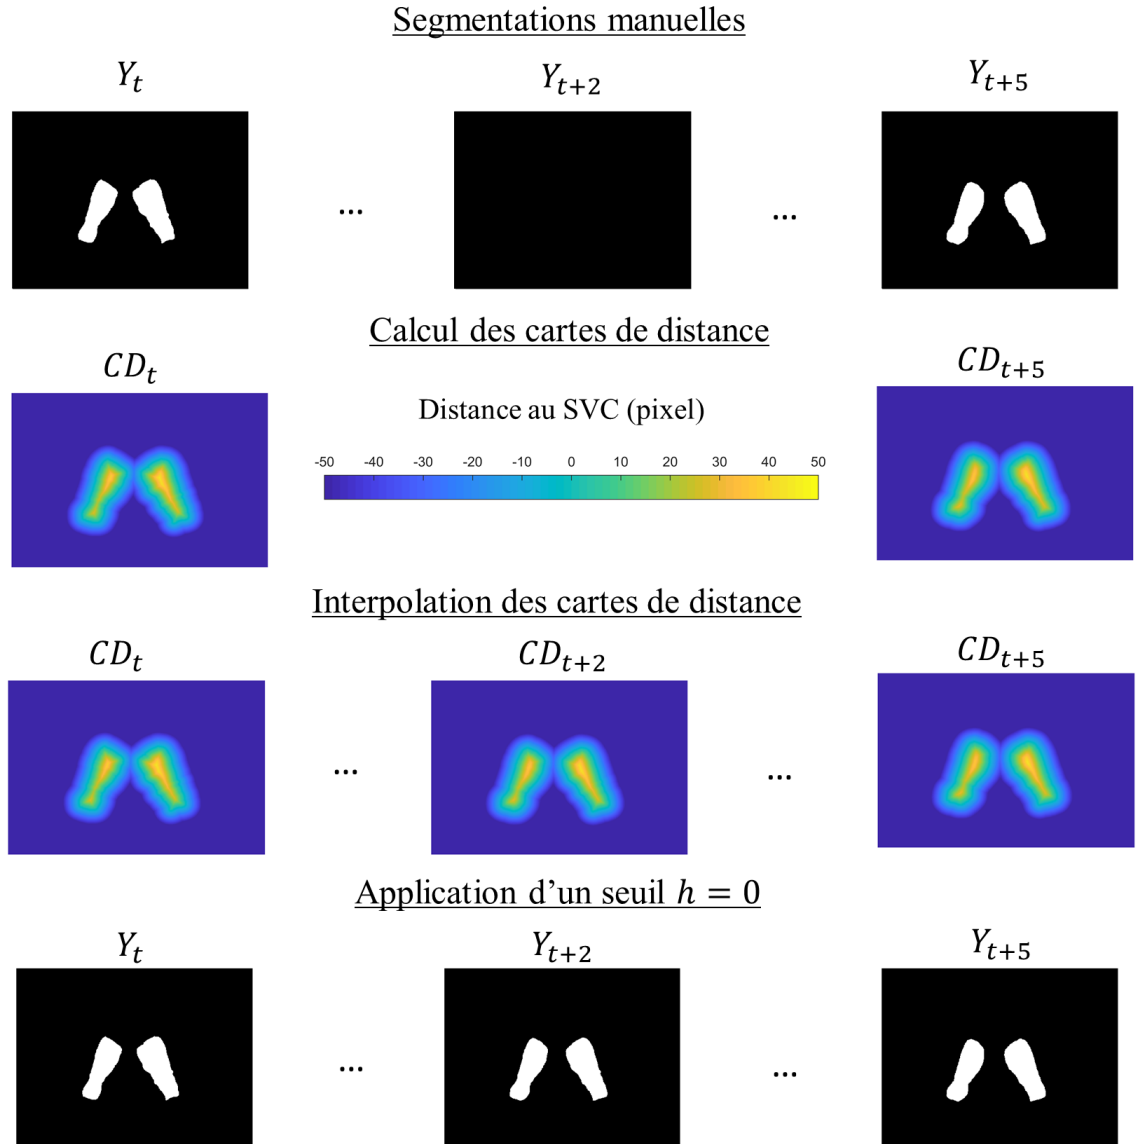 Segmentations manuelles
Y_t Y_{t+2} Y_{t+5}
... ...
Calcul des cartes de distance
CD_t CD_{t+5}
Distance au SVC (pixel)
-50 -40 -30 -20 -10 0 10 20 30 40 50
Interpolation des cartes de distance
CD_t CD_{t+2} CD_{t+5}
... ...
Application d’un seuil h = 0
Y_t Y_{t+2} Y_{t+5}
... ...